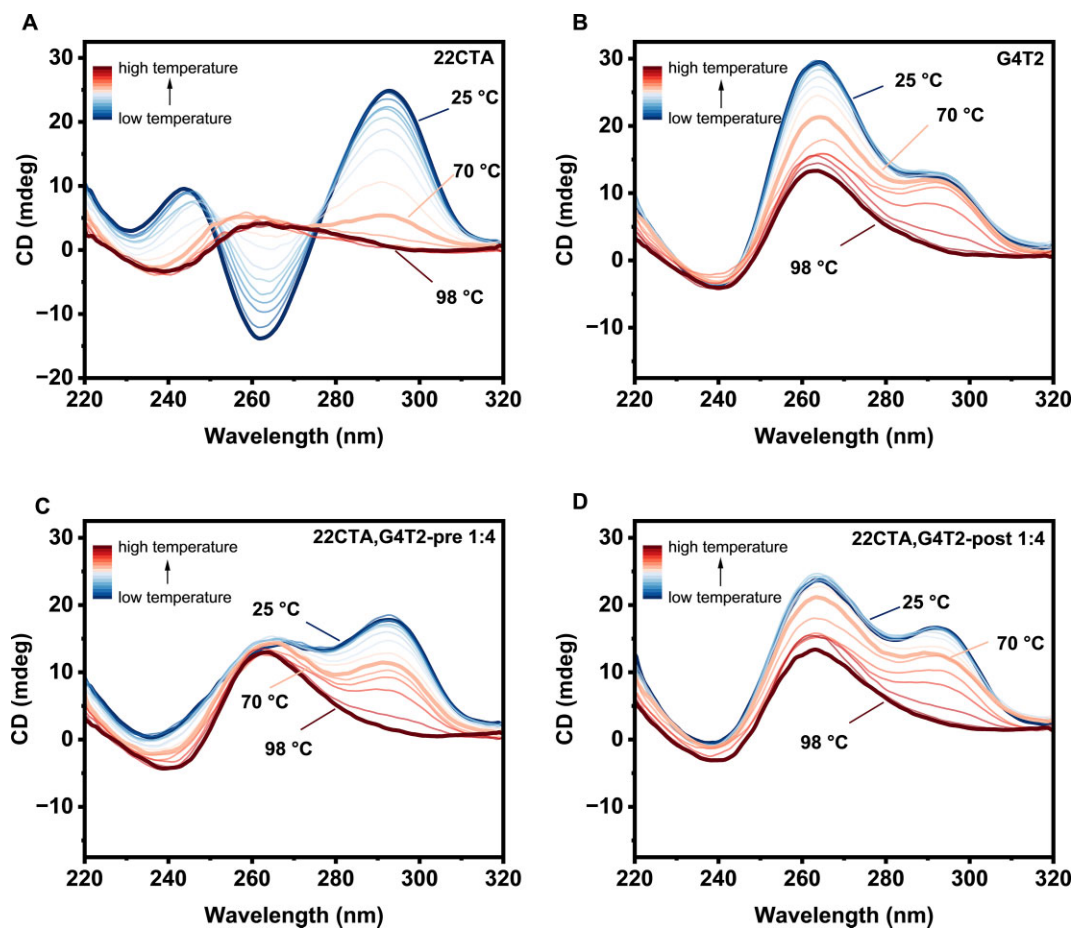 A
22CTA
high temperature
low temperature
25 °C
70 °C
98 °C
30
20
10
0
−10
−20
220 240 260 280 300 320
CD (mdeg)
Wavelength (nm)
B
G4T2
high temperature
low temperature
25 °C
70 °C
98 °C
30
20
10
0
−10
220 240 260 280 300 320
CD (mdeg)
Wavelength (nm)
C
22CTA,G4T2-pre 1:4
high temperature
low temperature
25 °C
70 °C
98 °C
30
20
10
0
−10
220 240 260 280 300 320
CD (mdeg)
Wavelength (nm)
D
22CTA,G4T2-post 1:4
high temperature
low temperature
25 °C
70 °C
98 °C
30
20
10
0
−10
220 240 260 280 300 320
CD (mdeg)
Wavelength (nm)